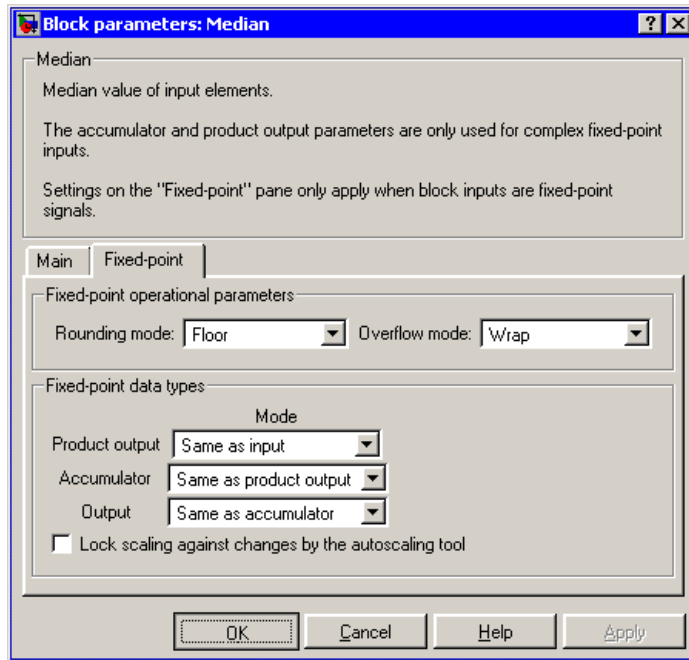 Block parameters: Median
Median
Median value of input elements.
The accumulator and product output parameters are only used for complex fixed-point
inputs.
Settings on the "Fixed-point" pane only apply when block inputs are fixed-point
signals.
Main Fixed-point
Fixed-point operational parameters
Rounding mode: Floor Overflow mode: Wrap
Fixed-point data types
Mode
Product output Same as input
Accumulator Same as product output
Output Same as accumulator
Lock scaling against changes by the autoscaling tool
OK Cancel Help Apply